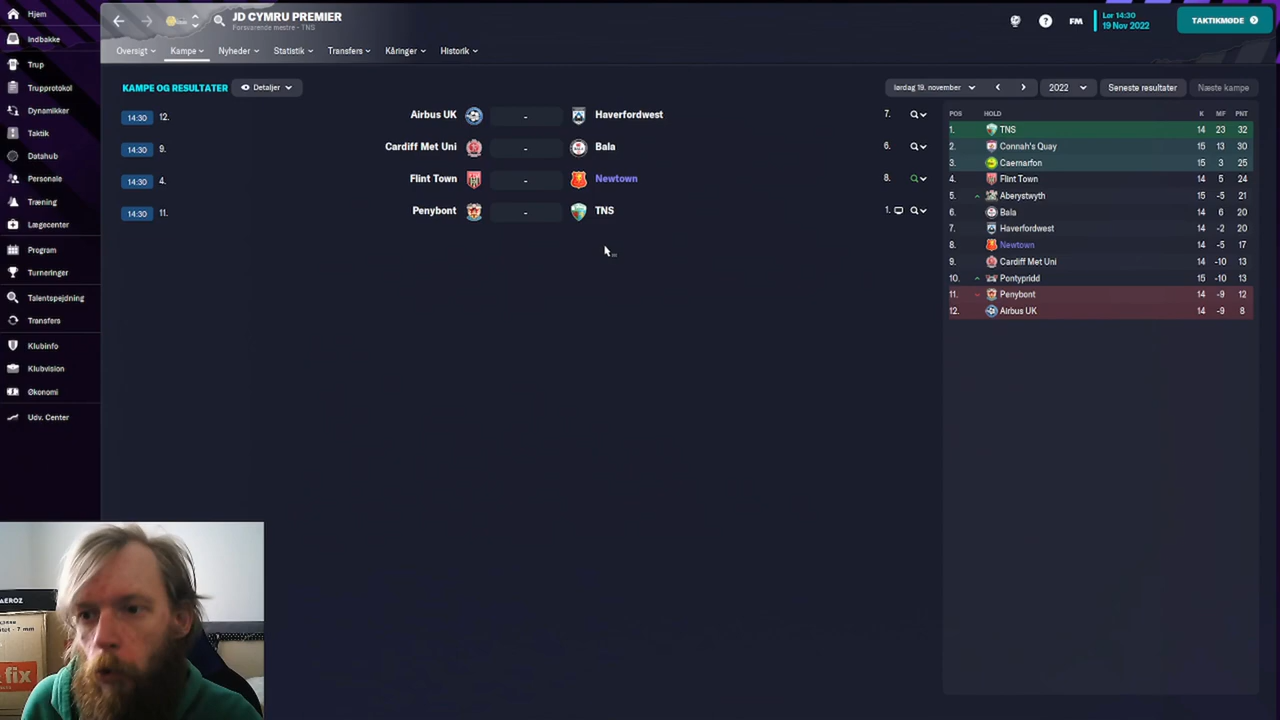 JD CYMRU PREMIER
Forsvarende mestre - TNS
Lør 14:30
19 Nov 2022
FM
TAKTIKMØDE
Oversigt
Kampe
Nyheder
Statistik
Transfers
Kåringer
Historik
Hjem
Indbakke
Trup
Trupprotokol
Dynamikker
Taktik
Datahub
Personale
Træning
Lægecenter
Program
Turneringer
Talentspejdning
Transfers
Klubinfo
Klubvision
Økonomi
Udv. Center
KAMPE OG RESULTATER
Detaljer
lørdag 19. november
2022
Seneste resultater
Næste kampe
14:30 12. Airbus UK - Haverfordwest 7.
14:30 9. Cardiff Met Uni - Bala 6.
14:30 4. Flint Town - Newtown 8.
14:30 11. Penybont - TNS 1.
POS HOLD K MF PNT
1. TNS 14 23 32
2. Connah's Quay 15 13 30
3. Caernarfon 15 3 25
4. Flint Town 14 5 24
5. Aberystwyth 15 -5 21
6. Bala 14 6 20
7. Haverfordwest 14 -2 20
8. Newtown 14 -5 17
9. Cardiff Met Uni 14 -10 13
10. Pontypridd 15 -10 13
11. Penybont 14 -9 12
12. Airbus UK 14 -9 8
AEROZ
fix